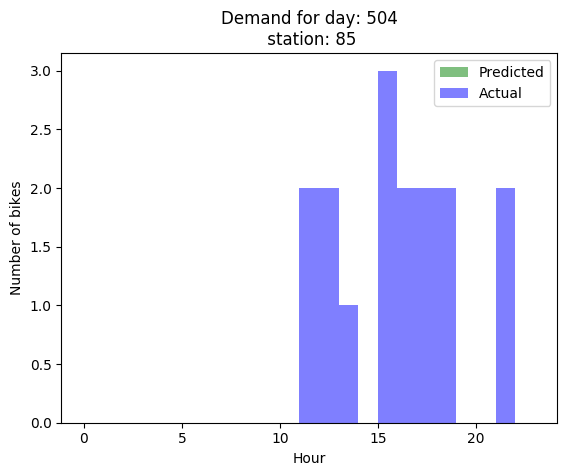 Demand for day: 504
station: 85
Predicted
Actual
3.0
2.5
2.0
1.5
1.0
0.5
0.0
Number of bikes
0 5 10 15 20
Hour